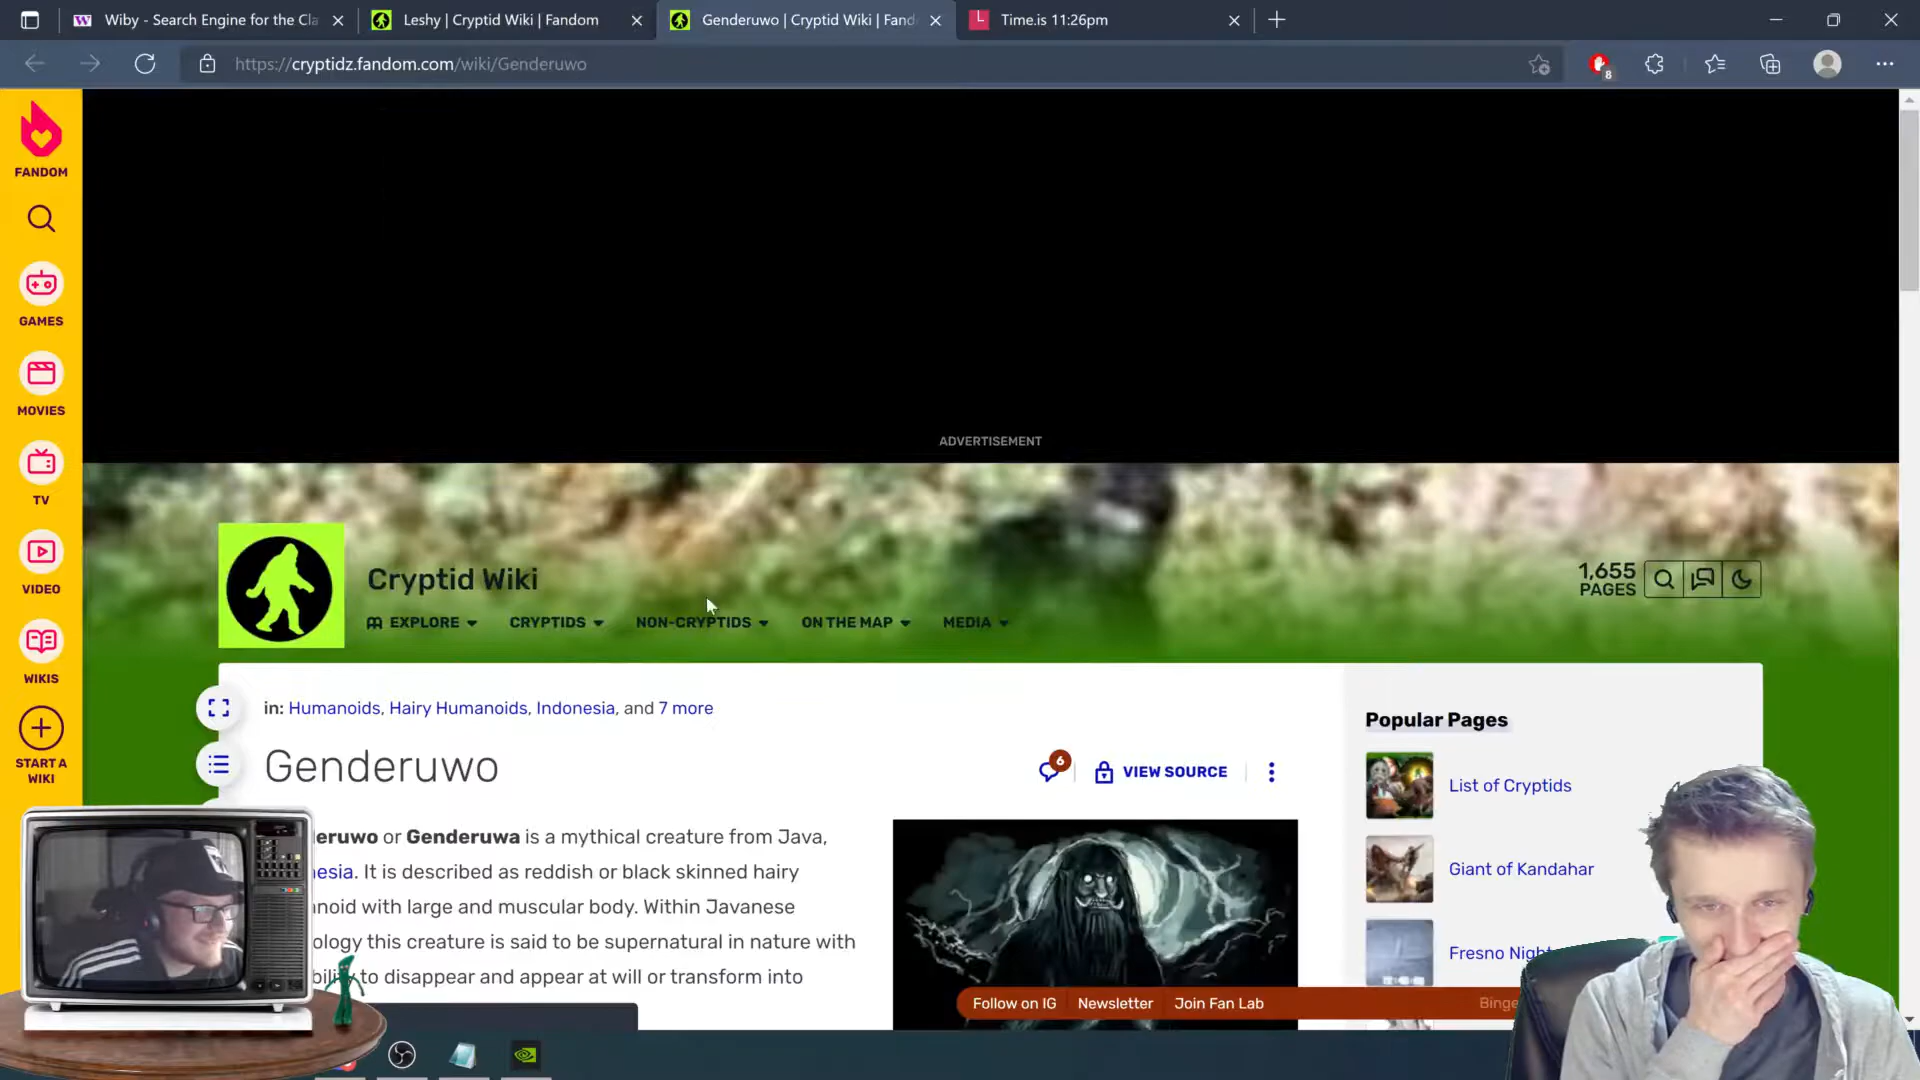 Wiby - Search Engine for the Cla
Leshy | Cryptid Wiki | Fandom
Genderuwo | Cryptid Wiki | Fand
Time.is 11:26pm
https://cryptidz.fandom.com/wiki/Genderuwo
8
FANDOM
GAMES
MOVIES
TV
VIDEO
WIKIS
START A
WIKI
ADVERTISEMENT
Cryptid Wiki
EXPLORE
CRYPTIDS
NON-CRYPTIDS
ON THE MAP
MEDIA
1,655
PAGES
in: Humanoids, Hairy Humanoids, Indonesia, and 7 more
Genderuwo
6
VIEW SOURCE
eruwo or Genderuwa is a mythical creature from Java,
esia. It is described as reddish or black skinned hairy
anoid with large and muscular body. Within Javanese
ology this creature is said to be supernatural in nature with
to disappear and appear at will or transform into
Popular Pages
List of Cryptids
Giant of Kandahar
Fresno Nigh
Follow on IG
Newsletter
Join Fan Lab
Binge